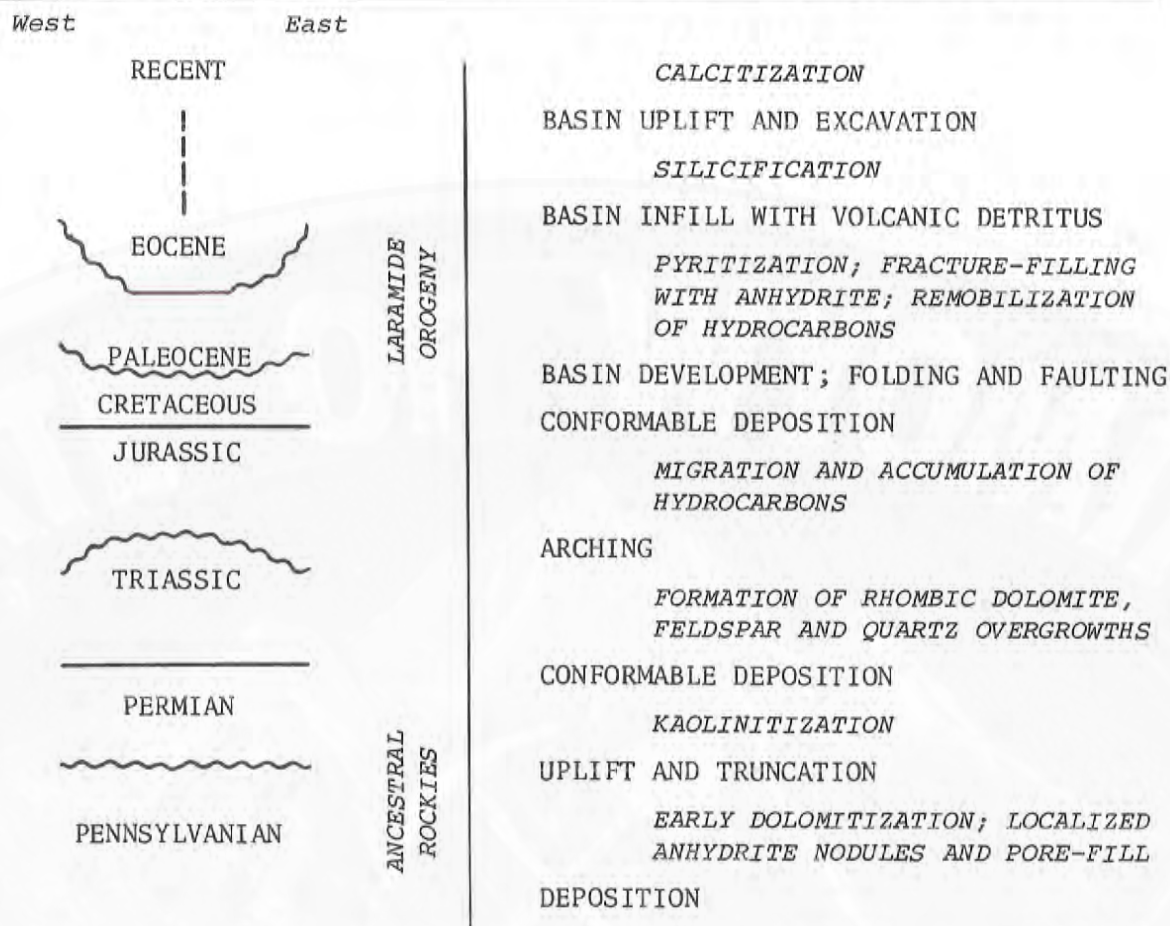 West East
RECENT
EOCENE
PALEOCENE
CRETACEOUS
JURASSIC
TRIASSIC
PERMIAN
PENNSYLVANIAN
LARAMIDE
OROGENY
ANCESTRAL
ROCKIES
CALCITIZATION
BASIN UPLIFT AND EXCAVATION
SILICIFICATION
BASIN INFILL WITH VOLCANIC DETRITUS
PYRITIZATION; FRACTURE-FILLING
WITH ANHYDRITE; REMOBILIZATION
OF HYDROCARBONS
BASIN DEVELOPMENT; FOLDING AND FAULTING
CONFORMABLE DEPOSITION
MIGRATION AND ACCUMULATION OF
HYDROCARBONS
ARCHING
FORMATION OF RHOMBIC DOLOMITE,
FELDSPAR AND QUARTZ OVERGROWTHS
CONFORMABLE DEPOSITION
KAOLINITIZATION
UPLIFT AND TRUNCATION
EARLY DOLOMITIZATION; LOCALIZED
ANHYDRITE NODULES AND PORE-FILL
DEPOSITION